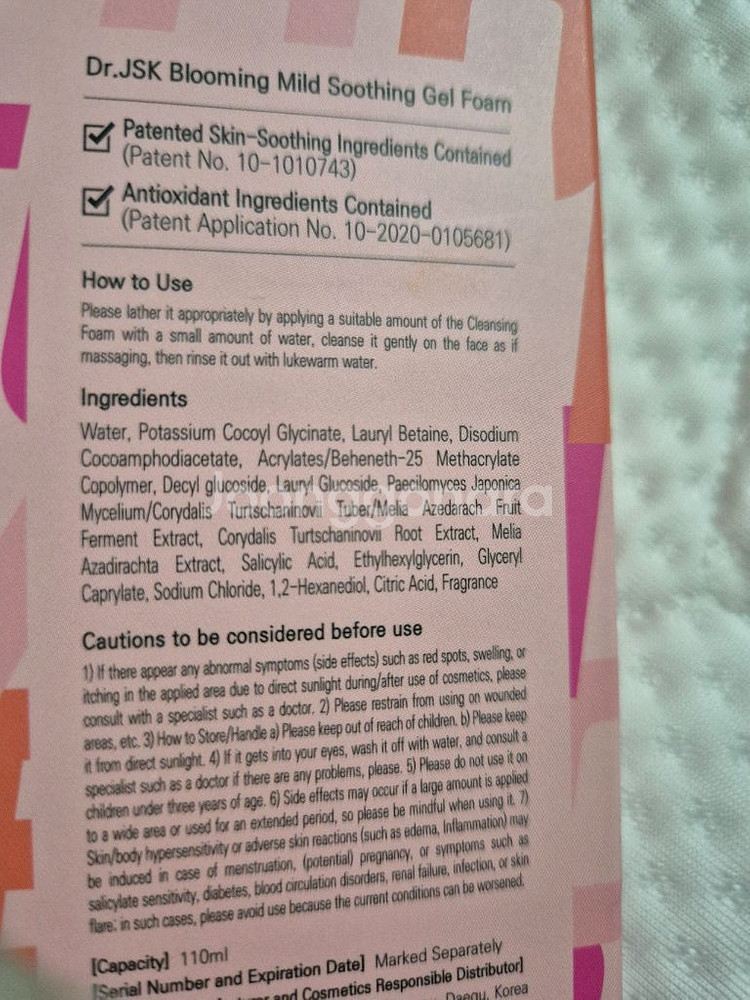 Dr.JSK Blooming Mild Soothing Gel Foam
Patented Skin-Soothing Ingredients Contained
(Patent No. 10-1010743)
Antioxidant Ingredients Contained
(Patent Application No. 10-2020-0105681)
How to Use
Please lather it appropriately by applying a suitable amount of the Cleansing
Foam with a small amount of water, cleanse it gently on the face as if
massaging, then rinse it out with lukewarm water.
Ingredients
Water, Potassium Cocoyl Glycinate, Lauryl Betaine, Disodium
Cocoamphodiacetate, Acrylates/Beheneth-25 Methacrylate
Copolymer, Decyl glucoside, Lauryl Glucoside, Paecilomyces Japonica
Mycelium/Corydalis Turtschaninovii Tuber/Melia Azedarach Fruit
Ferment Extract, Corydalis Turtschaninovii Root Extract, Melia
Azadirachta Extract, Salicylic Acid, Ethylhexylglycerin, Glyceryl
Caprylate, Sodium Chloride, 1,2-Hexanediol, Citric Acid, Fragrance
Cautions to be considered before use
1) If there appear any abnormal symptoms (side effects) such as red spots, swelling, or
itching in the applied area due to direct sunlight during/after use of cosmetics, please
consult with a specialist such as a doctor. 2) Please restrain from using on wounded
areas, etc. 3) How to Store/Handle a) Please keep out of reach of children. b) Please keep
it from direct sunlight. 4) If it gets into your eyes, wash it off with water, and consult a
specialist such as a doctor if there are any problems, please. 5) Please do not use it on
children under three years of age. 6) Side effects may occur if a large amount is applied
to a wide area or used for an extended period, so please be mindful when using it. 7)
Skin/body hypersensitivity or adverse skin reactions (such as edema, Inflammation) may
be induced in case of menstruation, (potential) pregnancy, or symptoms such as
salicylate sensitivity, diabetes, blood circulation disorders, renal failure, infection, or skin
flare; in such cases, please avoid use because the current conditions can be worsened.
[Capacity] 110ml
[Serial Number and Expiration Date] Marked Separately
and Cosmetics Responsible Distributor]
Daegu, Korea